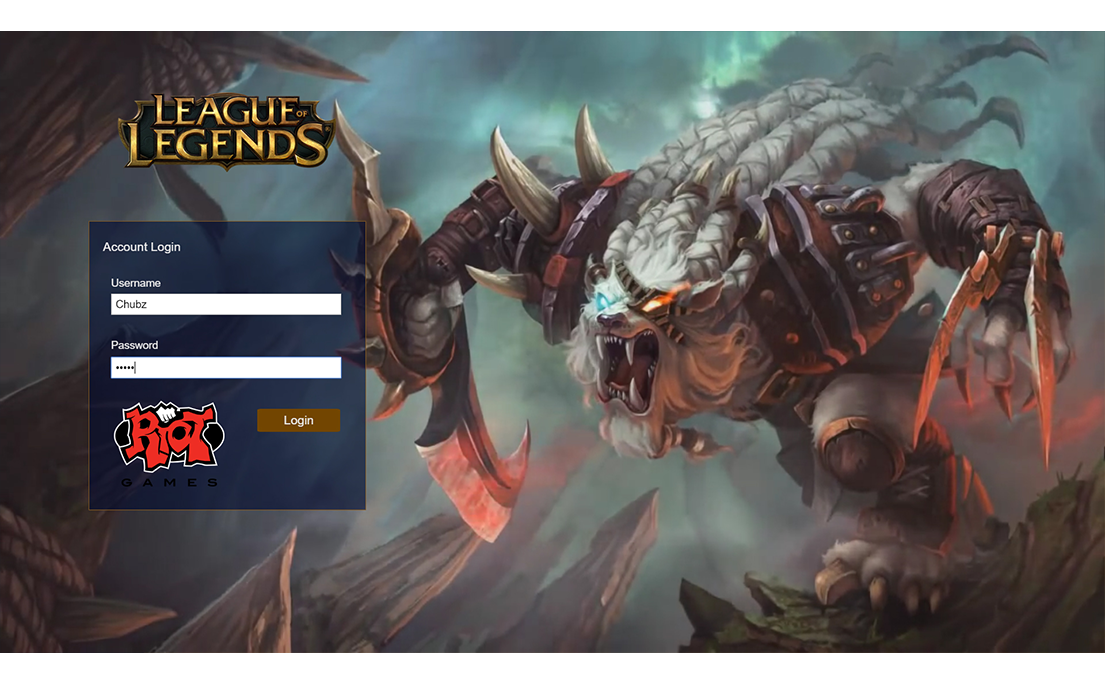 LEAGUE OF
LEGENDS
Account Login
Username
Chubz
Password
•••••
RIOT
GAMES
Login